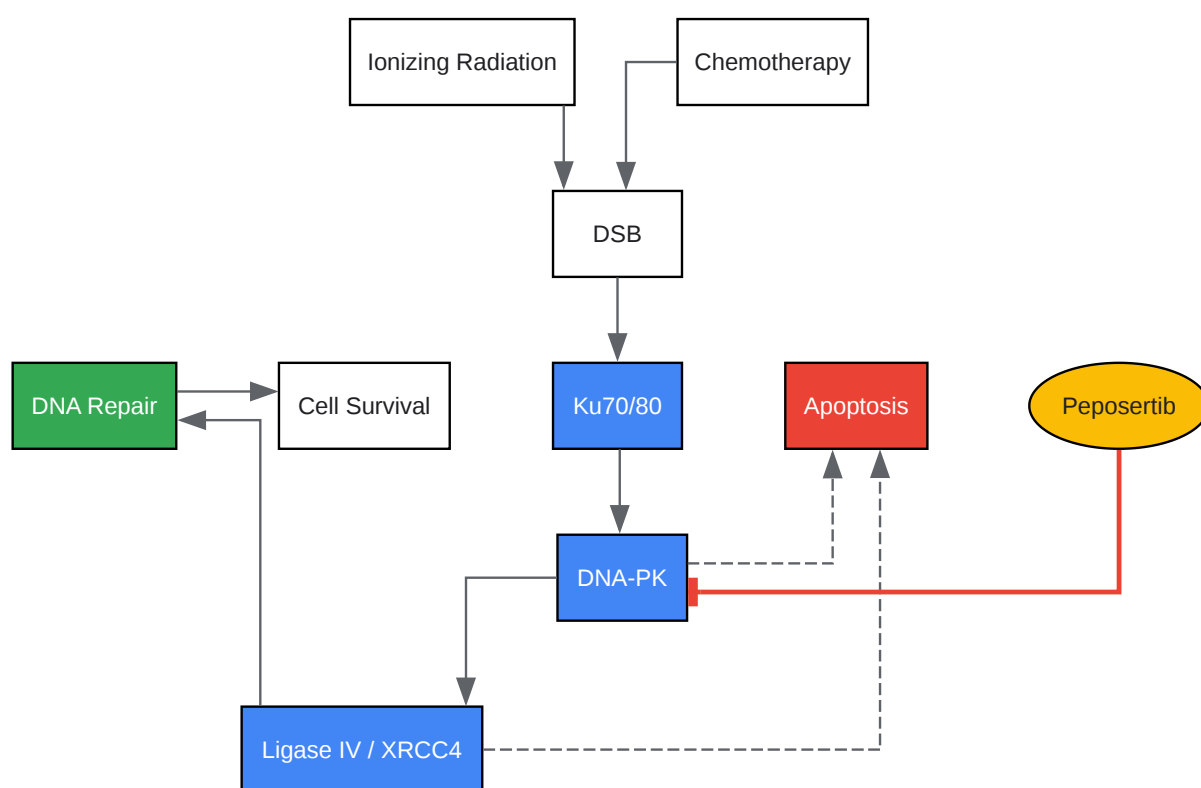 Ionizing Radiation
Chemotherapy
DSB
DNA Repair
Cell Survival
Ku70/80
Apoptosis
Peposertib
DNA-PK
Ligase IV / XRCC4